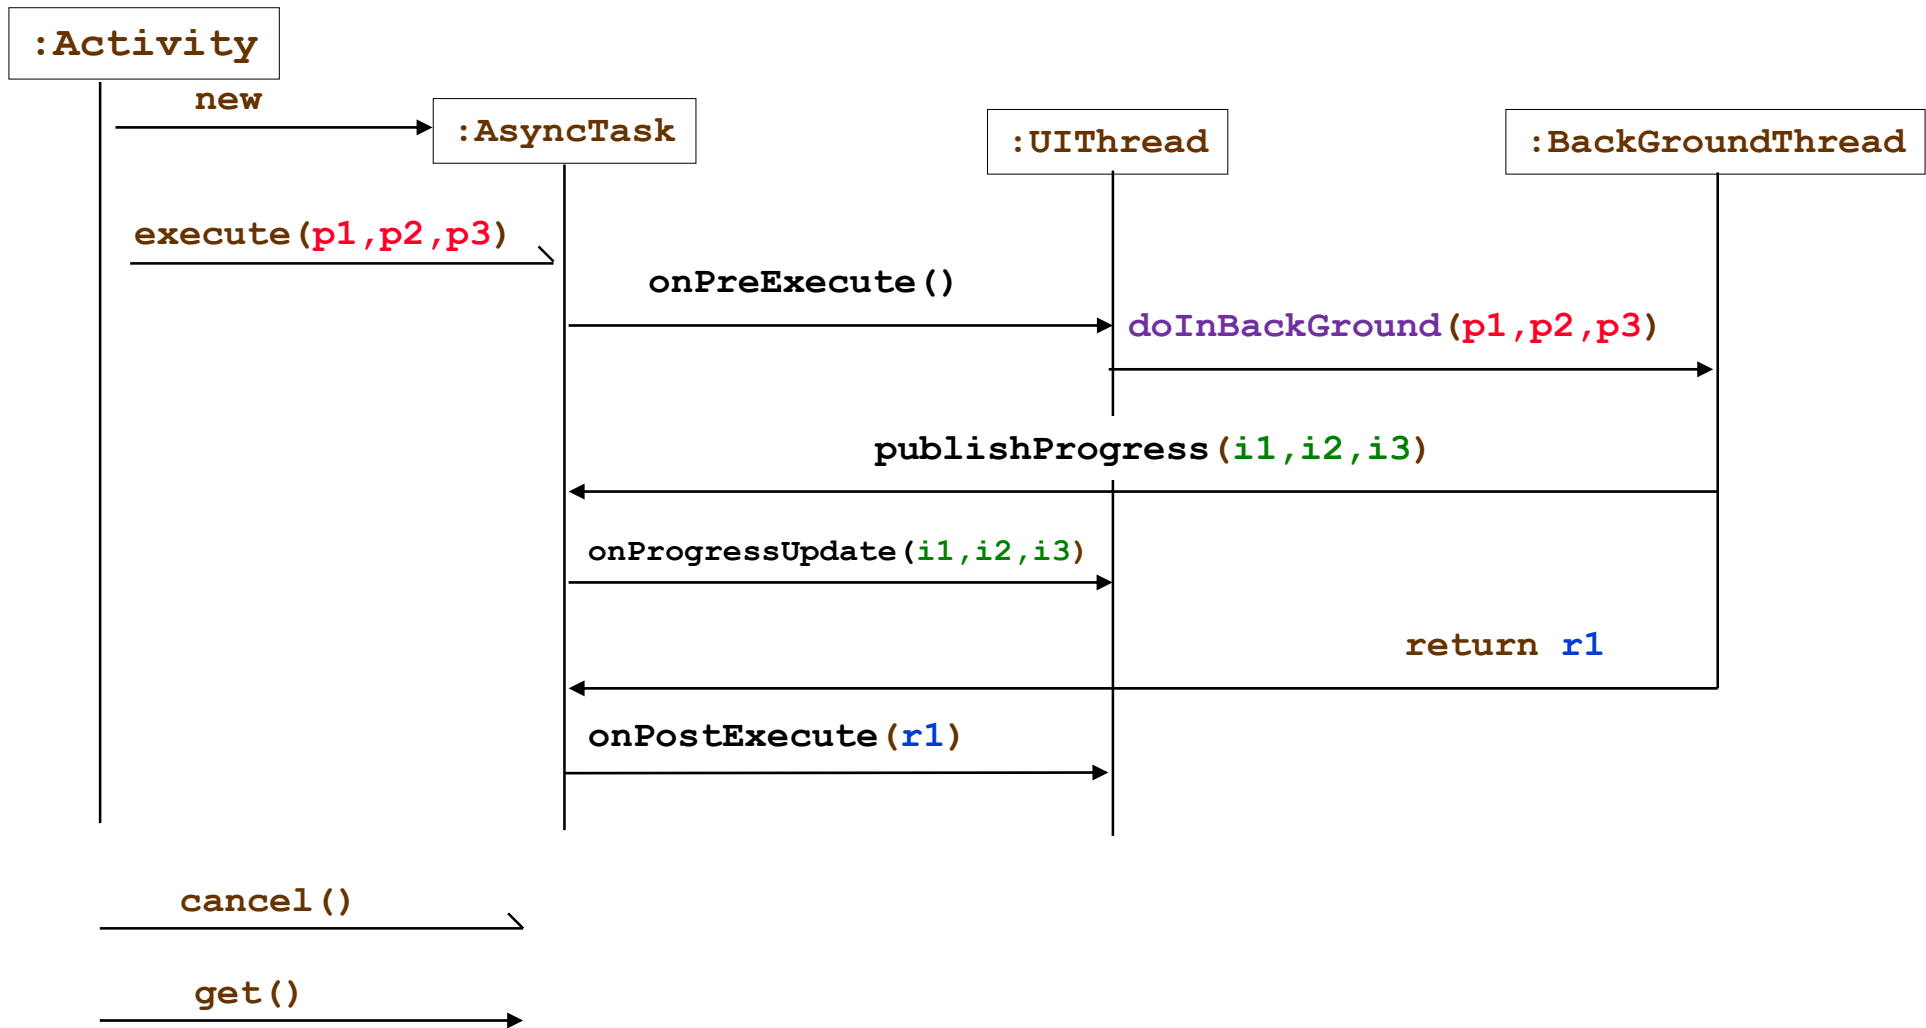 :Activity
new
:AsyncTask
:UIThread
:BackGroundThread
execute(p1,p2,p3)
onPreExecute()
doInBackGround(p1,p2,p3)
publishProgress(i1,i2,i3)
onProgressUpdate(i1,i2,i3)
return r1
onPostExecute(r1)
cancel()
get()